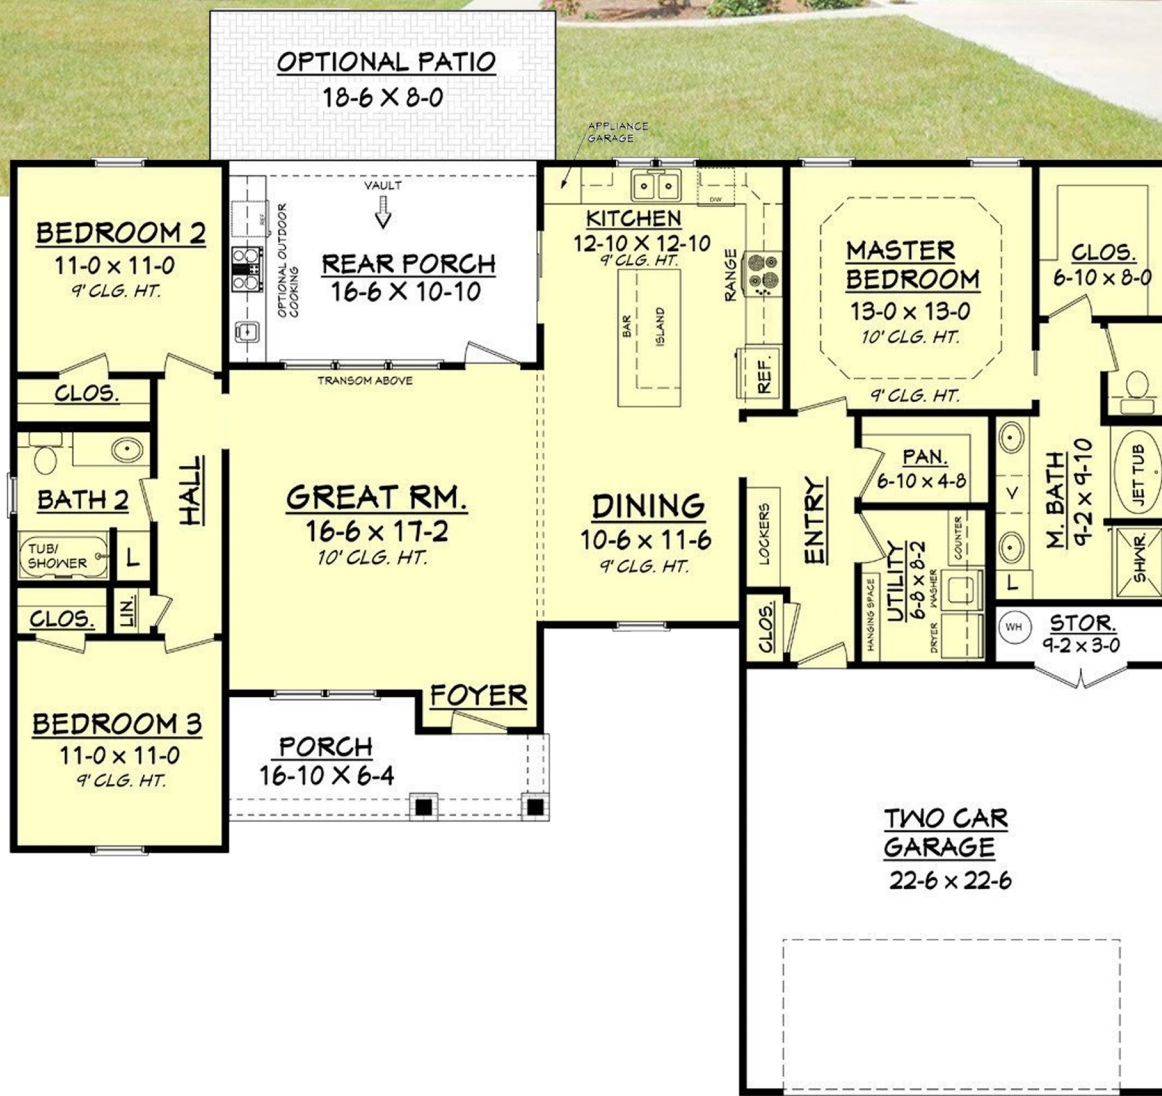 OPTIONAL PATIO
18-6 X 8-0
APPLIANCE
GARAGE
BEDROOM 2
11-0 x 11-0
9' CLG. HT.
CLOS.
VAULT
REF
OPTIONAL OUTDOOR
COOKING
REAR PORCH
16-6 X 10-10
TRANSOM ABOVE
KITCHEN
12-10 X 12-10
9' CLG. HT.
DW
RANGE
BAR
ISLAND
REF.
MASTER
BEDROOM
13-0 x 13-0
10' CLG. HT.
9' CLG. HT.
CLOS.
6-10 x 8-0
BATH 2
TUB/
SHOWER
L
HALL
CLOS.
LIN.
GREAT RM.
16-6 x 17-2
10' CLG. HT.
DINING
10-6 x 11-6
9' CLG. HT.
LOCKERS
ENTRY
CLOS.
PAN.
6-10 x 4-8
UTILITY
6-8 x 8-2
HANGING SPACE
COUNTER
WASHER
DRYER
V
L
M. BATH
9-2 x 9-10
JET TUB
SHWR.
WH
STOR.
9-2 x 3-0
BEDROOM 3
11-0 x 11-0
9' CLG. HT.
FOYER
PORCH
16-10 X 6-4
TWO CAR
GARAGE
22-6 x 22-6